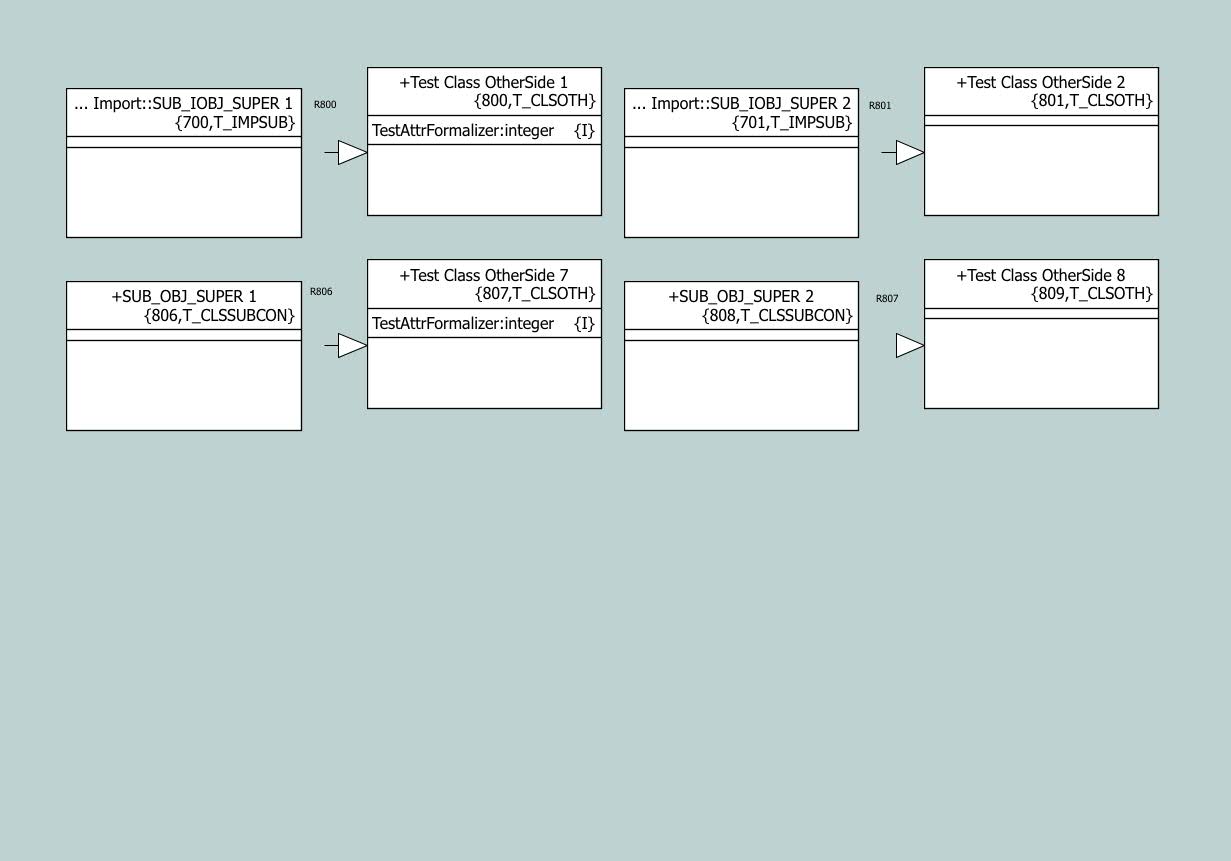 ... Import::SUB_IOBJ_SUPER 1
{700,T_IMPSUB}
R800
+Test Class OtherSide 1
{800,T_CLSOTH}
TestAttrFormalizer:integer {I}
... Import::SUB_IOBJ_SUPER 2
{701,T_IMPSUB}
R801
+Test Class OtherSide 2
{801,T_CLSOTH}
+SUB_OBJ_SUPER 1
{806,T_CLSSUBCON}
R806
+Test Class OtherSide 7
{807,T_CLSOTH}
TestAttrFormalizer:integer {I}
+SUB_OBJ_SUPER 2
{808,T_CLSSUBCON}
R807
+Test Class OtherSide 8
{809,T_CLSOTH}